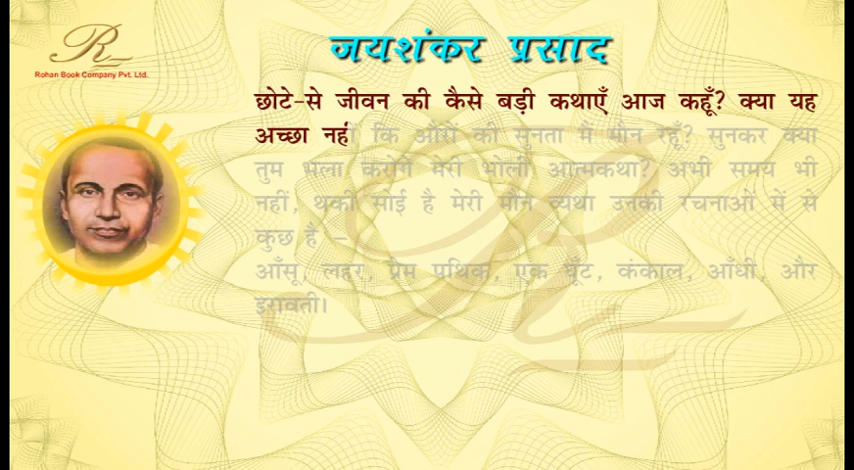 Rohan Book Company Pvt. Ltd.
जयशंकर प्रसाद
छोटे-से जीवन की कैसे बड़ी कथाएँ आज कहूँ? क्या यह
अच्छा नहीं कि औरों की सुनता मैं मौन रहूँ? सुनकर क्या
तुम भला करोगे मेरी भोली आत्मकथा? अभी समय भी
नहीं, थकी सोई है मेरी मौन व्यथा उनकी रचनाओं में से
कुछ है –
आँसू, लहर, प्रेम पथिक, एक घूँट, कंकाल, आँधी, और
इरावती।